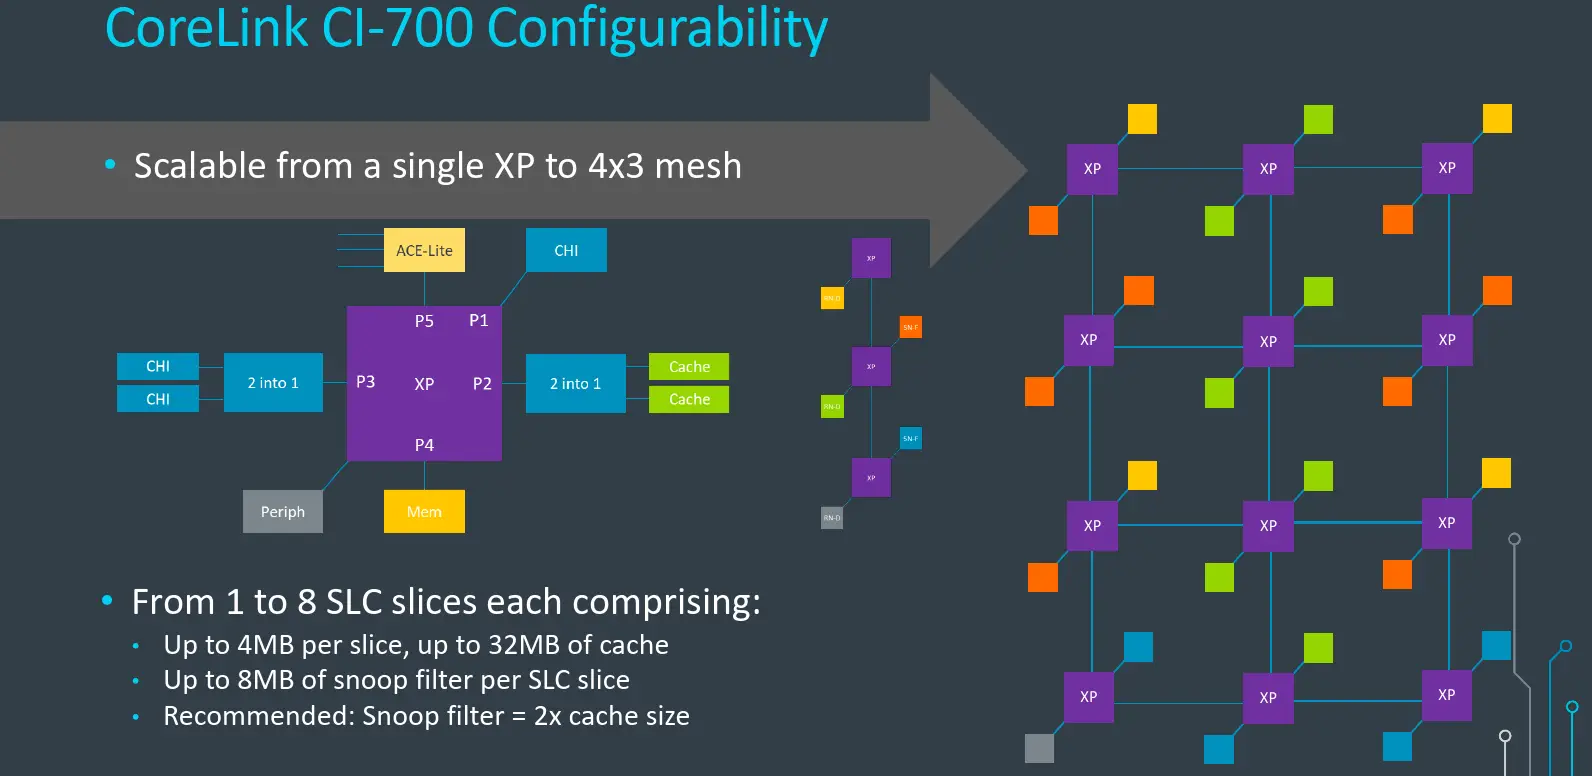 CoreLink CI-700 Configurability
• Scalable from a single XP to 4x3 mesh
ACE-Lite
CHI
P5
P1
CHI
CHI
2 into 1
P3
XP
P2
2 into 1
Cache
Cache
P4
Periph
Mem
XP
RN-D
SN-F
XP
RN-D
SN-F
XP
RN-D
XP
XP
XP
XP
XP
XP
XP
XP
XP
XP
XP
XP
• From 1 to 8 SLC slices each comprising:
• Up to 4MB per slice, up to 32MB of cache
• Up to 8MB of snoop filter per SLC slice
• Recommended: Snoop filter = 2x cache size